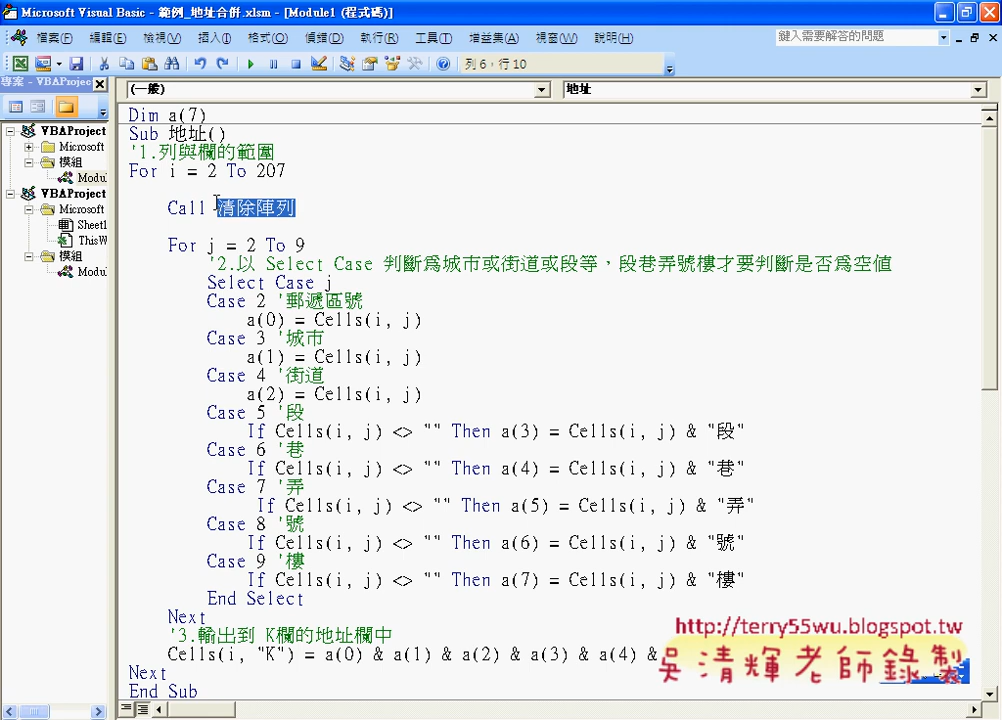 Microsoft Visual Basic - 範例_地址合併.xlsm - [Module1 (程式碼)]
檔案(F) 編輯(E) 檢視(V) 插入(I) 格式(O) 偵錯(D) 執行(R) 工具(T) 增益集(A) 視窗(W) 說明(H) 鍵入需要解答的問題
列 6，行 10
專案 - VBAProjec
(一般) 地址
VBAProject
Microsoft
模組
Modu
VBAProject
Microsoft
Sheet1
ThisW
模組
Modu
Dim a(7)
Sub 地址()
'1.列與欄的範圍
For i = 2 To 207
Call 清除陣列
For j = 2 To 9
'2.以 Select Case 判斷為城市或街道或段等，段巷弄號樓才要判斷是否為空值
Select Case j
Case 2 '郵遞區號
a(0) = Cells(i, j)
Case 3 '城市
a(1) = Cells(i, j)
Case 4 '街道
a(2) = Cells(i, j)
Case 5 '段
If Cells(i, j) <> "" Then a(3) = Cells(i, j) & "段"
Case 6 '巷
If Cells(i, j) <> "" Then a(4) = Cells(i, j) & "巷"
Case 7 '弄
If Cells(i, j) <> "" Then a(5) = Cells(i, j) & "弄"
Case 8 '號
If Cells(i, j) <> "" Then a(6) = Cells(i, j) & "號"
Case 9 '樓
If Cells(i, j) <> "" Then a(7) = Cells(i, j) & "樓"
End Select
Next
'3.輸出到 K欄的地址欄中
Cells(i, "K") = a(0) & a(1) & a(2) & a(3) & a(4) &
Next
End Sub
http://terry55wu.blogspot.tw
吳清輝老師錄製